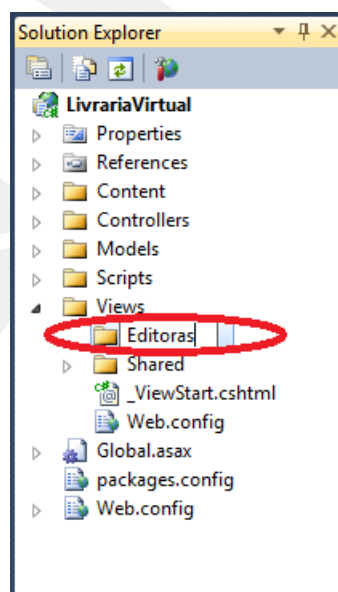 Solution Explorer
LivrariaVirtual
Properties
References
Content
Controllers
Models
Scripts
Views
Editoras
Shared
_ViewStart.cshtml
Web.config
Global.asax
packages.config
Web.config